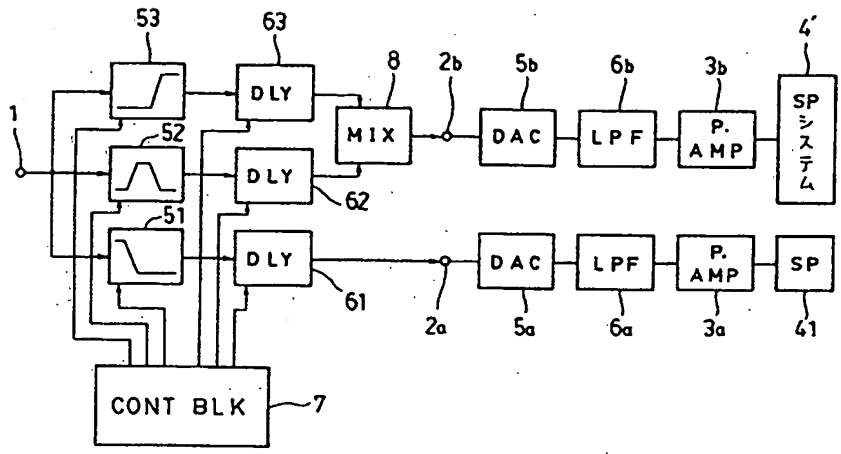 53
63
8
2b
5b
6b
3b
4'
1
DLY
MIX
DAC
LPF
P.
AMP
SP
システム
52
DLY
62
51
DLY
61
2a
DAC
5a
LPF
6a
P.
AMP
3a
SP
41
CONT BLK
7